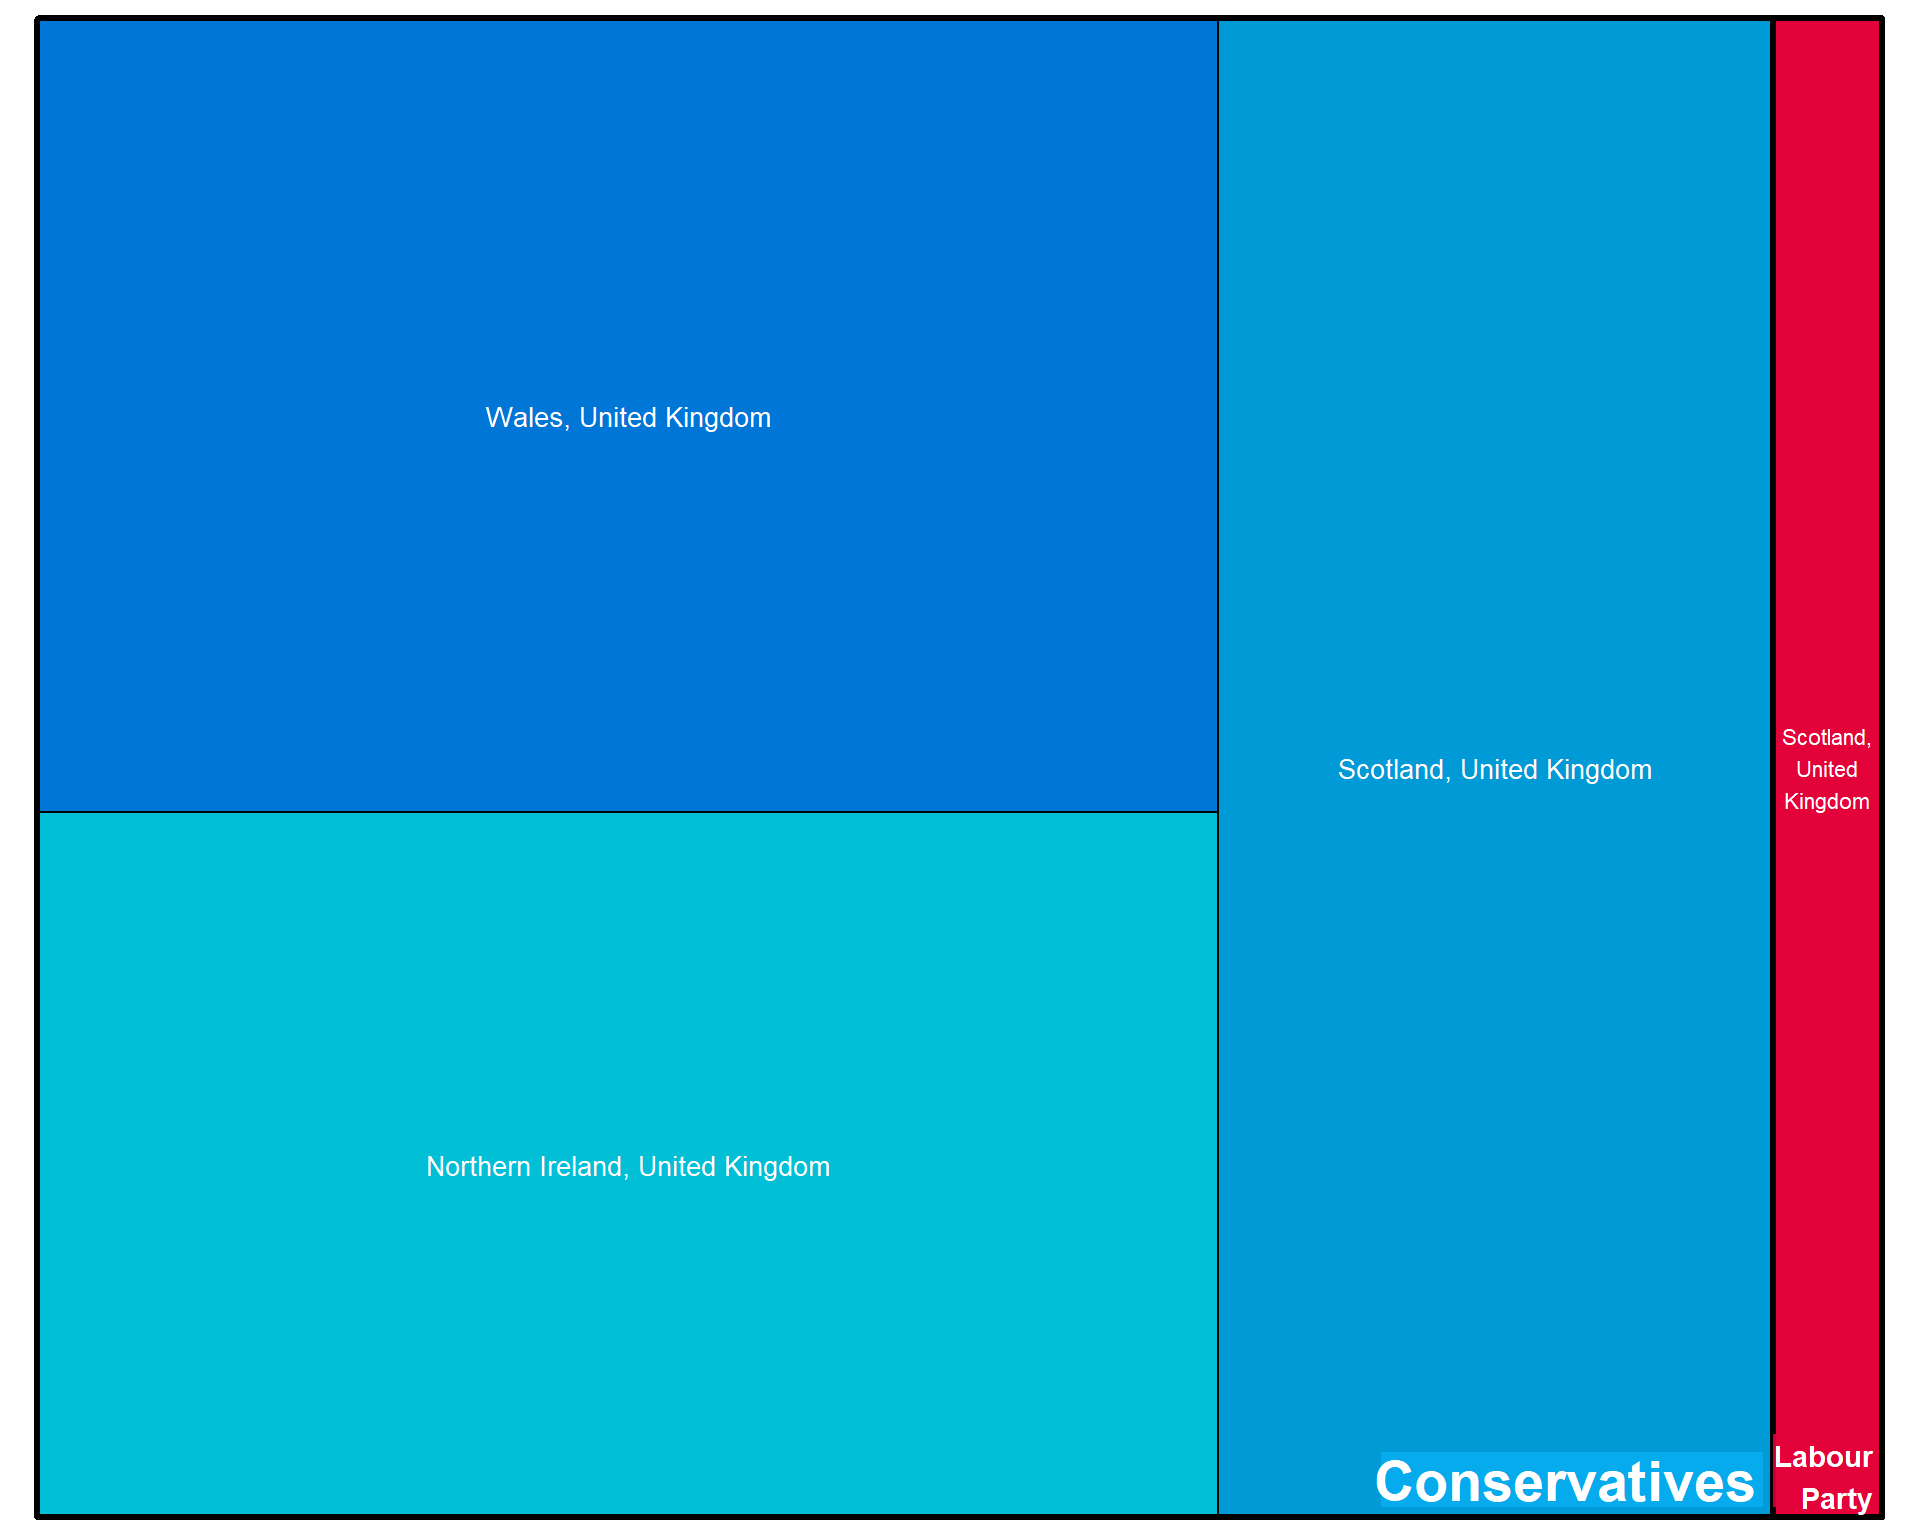 Wales, United Kingdom
Northern Ireland, United Kingdom
Scotland, United Kingdom
Conservatives
Scotland,
United
Kingdom
Labour
Party